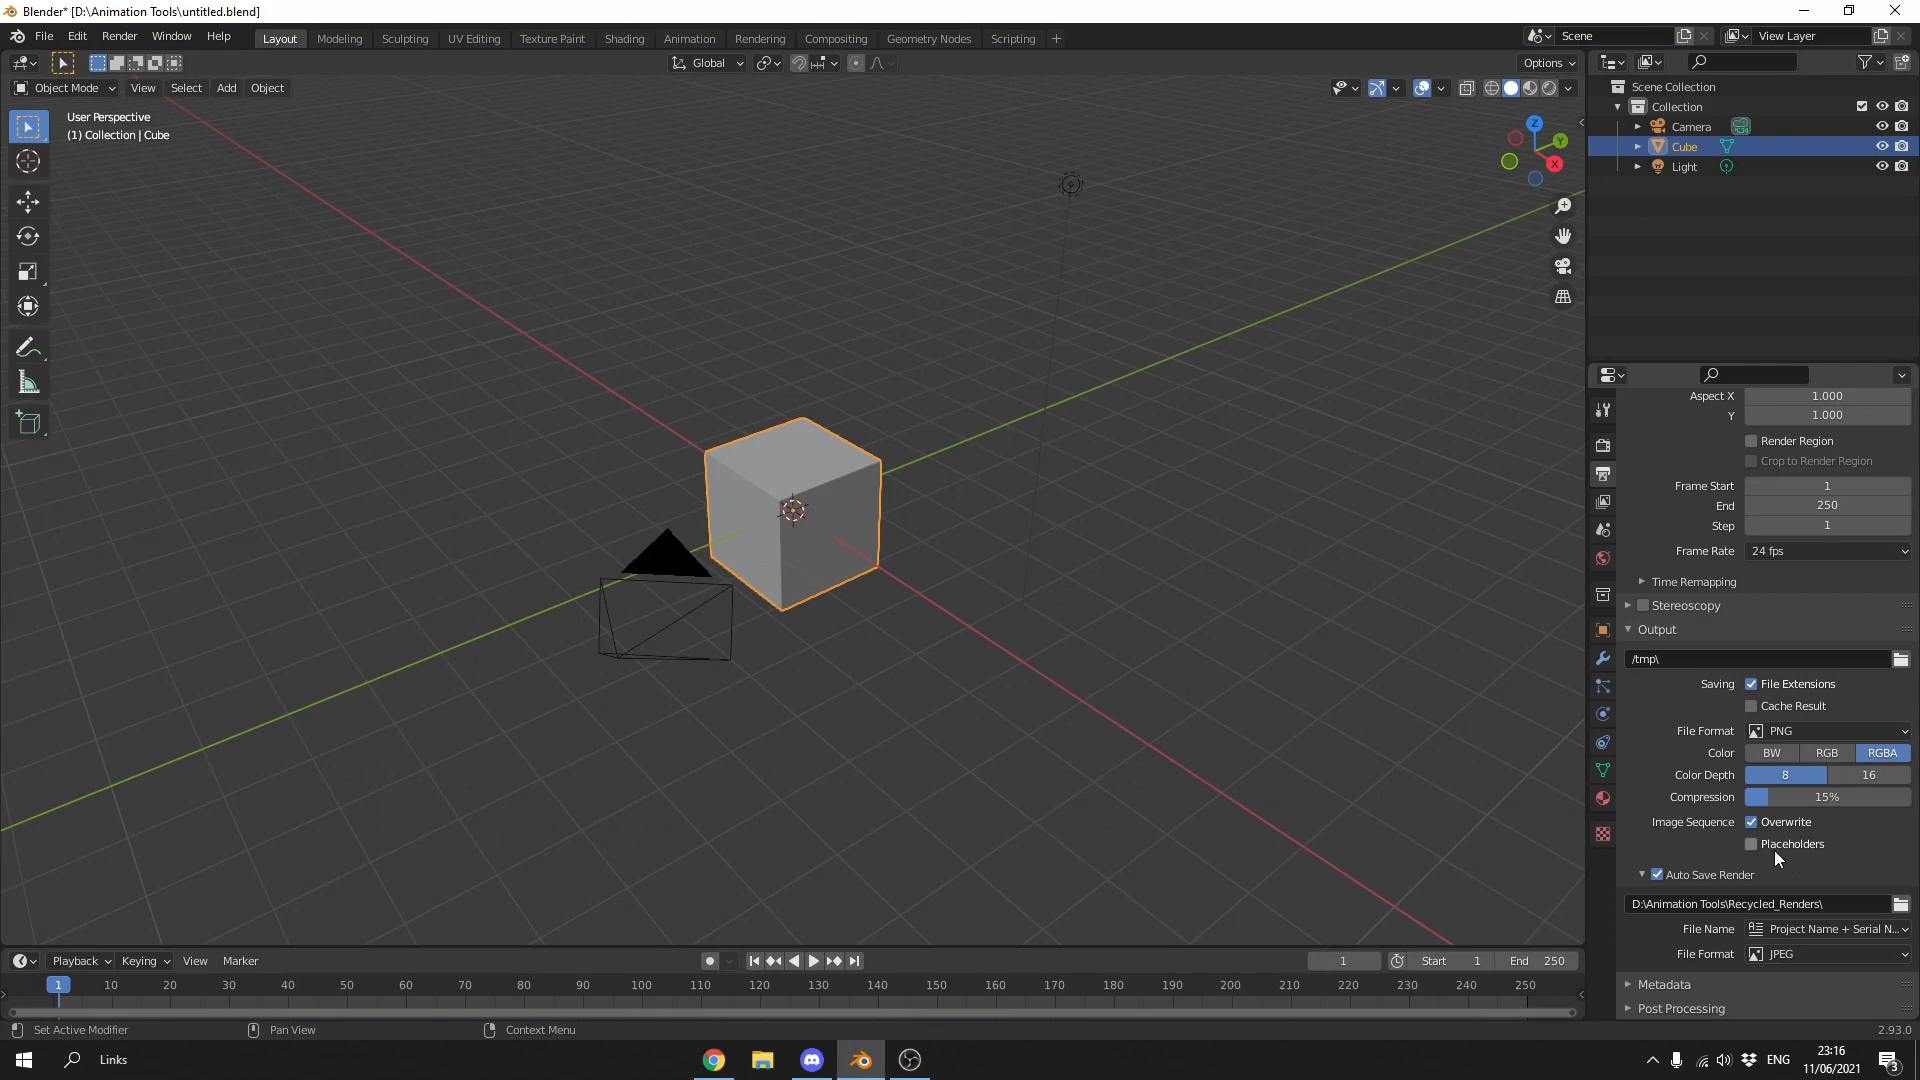 Blender* [D:\Animation Tools\untitled.blend]
File Edit Render Window Help Layout Modeling Sculpting UV Editing Texture Paint Shading Animation Rendering Compositing Geometry Nodes Scripting + Scene View Layer
Global Options
Object Mode View Select Add Object
User Perspective
(1) Collection | Cube
Z
Y
X
Scene Collection
Collection
Camera
Cube
Light
Aspect X 1.000
Y 1.000
Render Region
Crop to Render Region
Frame Start 1
End 250
Step 1
Frame Rate 24 fps
Time Remapping
Stereoscopy
Output
/tmp\
Saving File Extensions
Cache Result
File Format PNG
Color BW RGB RGBA
Color Depth 8 16
Compression 15%
Image Sequence Overwrite
Placeholders
Auto Save Render
D:\Animation Tools\Recycled_Renders\
File Name Project Name + Serial N...
File Format JPEG
Metadata
Post Processing
Playback Keying View Marker 1 Start 1 End 250
1 10 20 30 40 50 60 70 80 90 100 110 120 130 140 150 160 170 180 190 200 210 220 230 240 250
Set Active Modifier Pan View Context Menu 2.93.0
Links ENG 23:16
11/06/2021
3